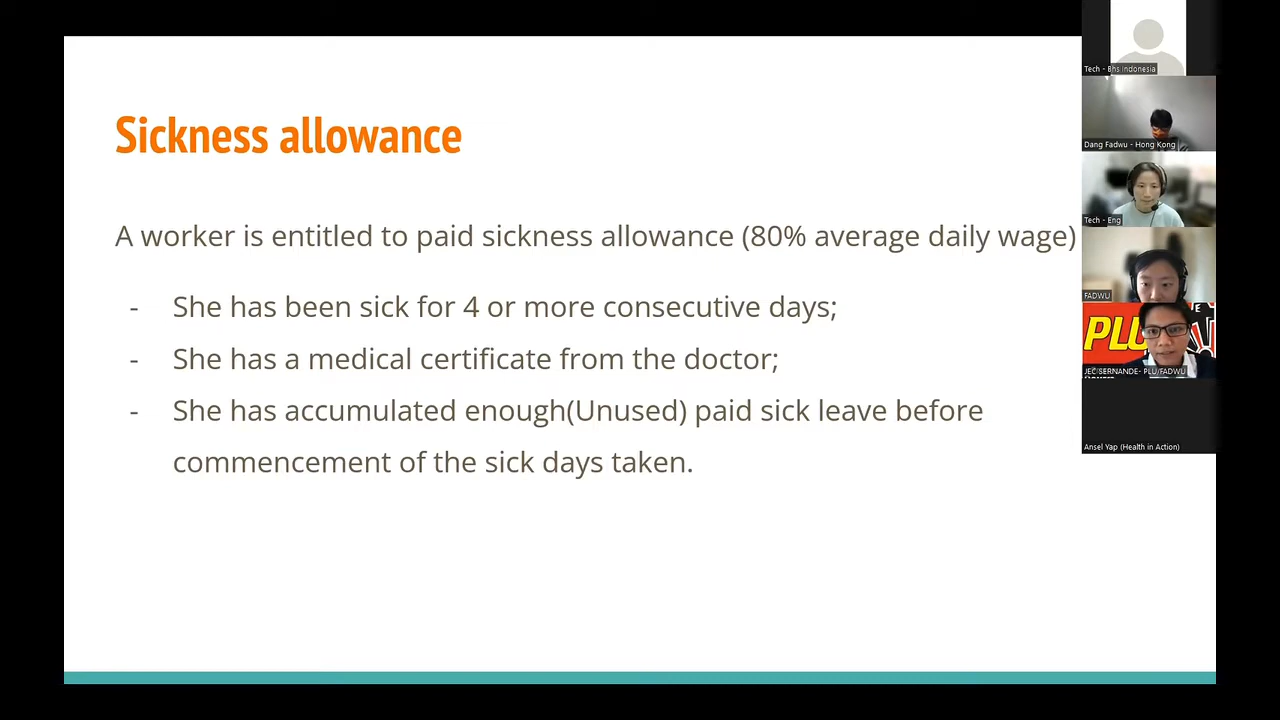 Sickness allowance
A worker is entitled to paid sickness allowance (80% average daily wage)
- She has been sick for 4 or more consecutive days;
- She has a medical certificate from the doctor;
- She has accumulated enough(Unused) paid sick leave before
commencement of the sick days taken.
Tech - Bhs Indonesia
Dang Fadwu - Hong Kong
Tech - Eng
FADWU
PLU
JEC/SERNANDE- PLU/FADWU
Ansel Yap (Health in Action)